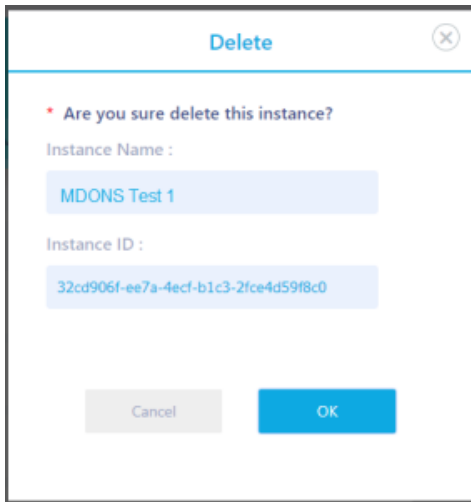 Delete
* Are you sure delete this instance?
Instance Name :
MDONS Test 1
Instance ID :
32cd906f-ee7a-4ecf-b1c3-2fce4d59f8c0
Cancel
OK